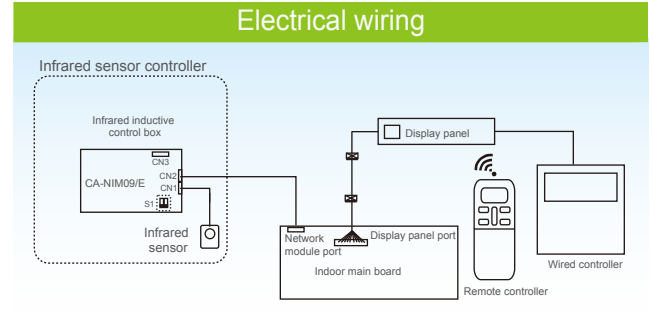 Electrical wiring
Infrared sensor controller
Infrared inductive
control box
CN3
CN2
CA-NIM09/E
CN1
S1
Infrared
sensor
Display panel
Network
module port
Display panel port
Indoor main board
Remote controller
Wired controller